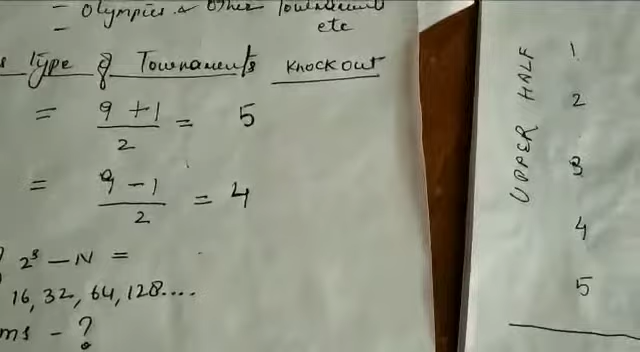 - Olympics & Other Tournaments
- etc
Type of Tournaments Knockout
= 9+1/2 = 5
= 9-1/2 = 4
2³ - N =
16, 32, 64, 128....
ms - ?
UPPER HALF
1
2
3
4
5